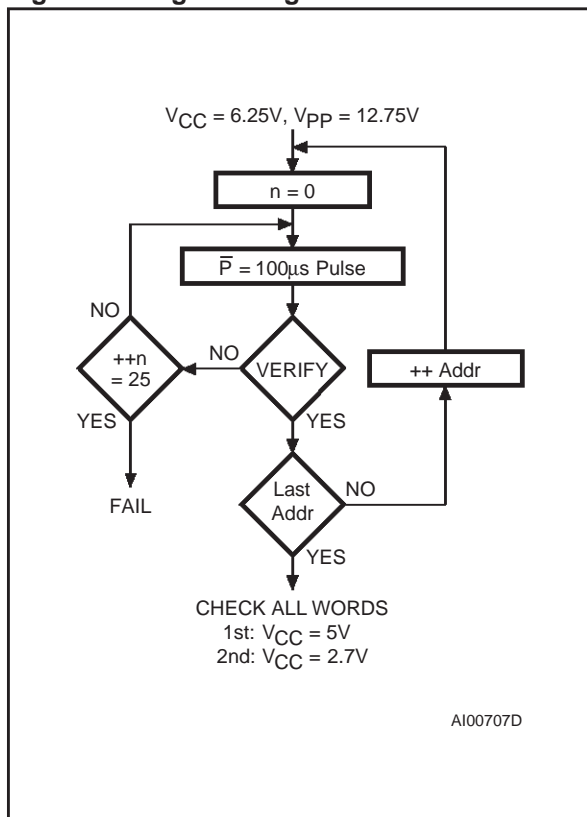 VCC = 6.25V, VPP = 12.75V
n = 0
P̅ = 100μs Pulse
NO
++n
= 25
NO
VERIFY
++ Addr
YES
YES
Last
Addr
NO
FAIL
YES
CHECK ALL WORDS
1st: VCC = 5V
2nd: VCC = 2.7V
AI00707D